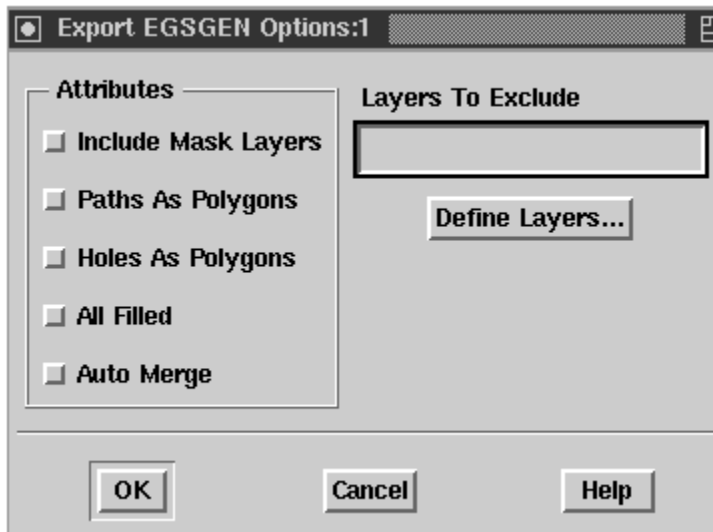 Export EGSGEN Options:1
Attributes
Include Mask Layers
Paths As Polygons
Holes As Polygons
All Filled
Auto Merge
Layers To Exclude
Define Layers...
OK
Cancel
Help